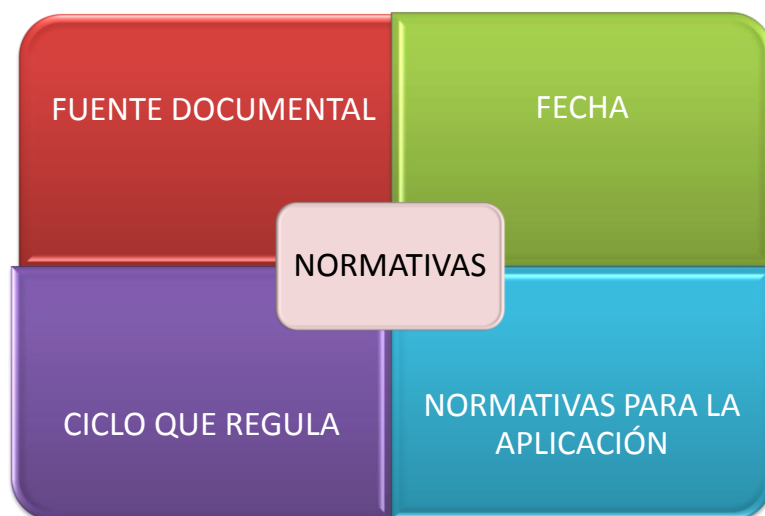 FUENTE DOCUMENTAL
FECHA
NORMATIVAS
CICLO QUE REGULA
NORMATIVAS PARA LA
APLICACIÓN